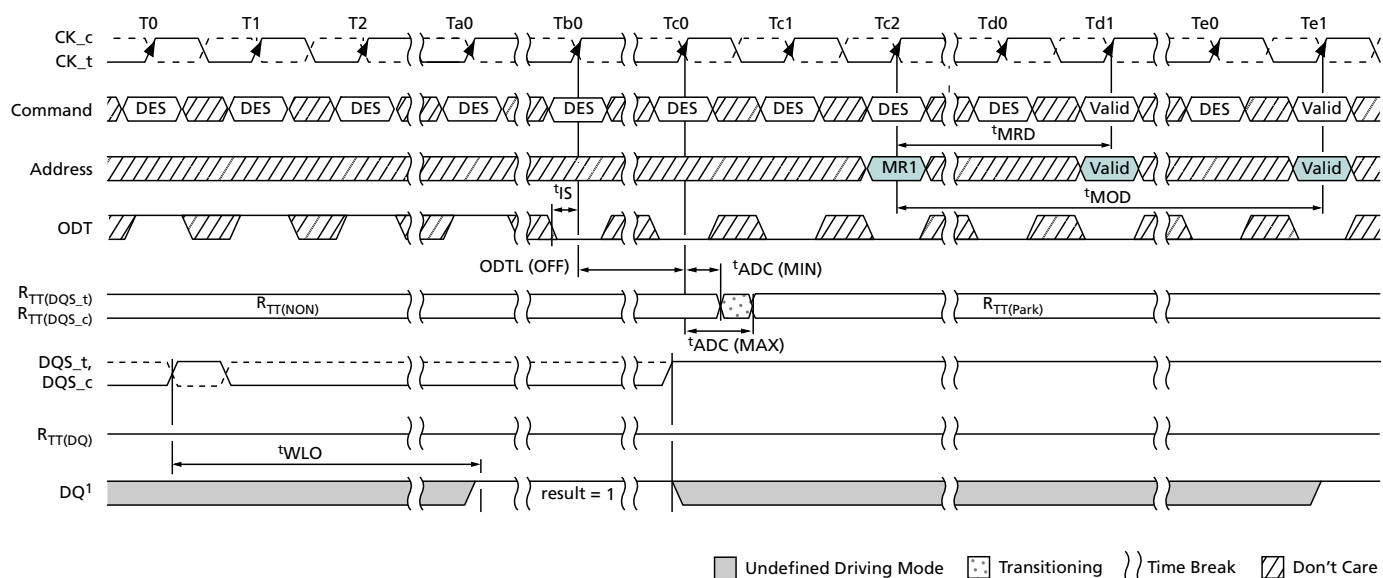 T0 T1 T2 Ta0 Tb0 Tc0 Tc1 Tc2 Td0 Td1 Te0 Te1
CK_c
CK_t
Command DES DES DES DES DES DES DES DES DES Valid DES Valid
tMRD
Address MR1 Valid Valid
tIS
tMOD
ODT
ODTL (OFF)
tADC (MIN)
RTT(DQS_t)
RTT(DQS_c)
RTT(NON)
RTT(Park)
tADC (MAX)
DQS_t,
DQS_c
RTT(DQ)
tWLO
DQ1
result = 1
Undefined Driving Mode Transitioning Time Break Don't Care